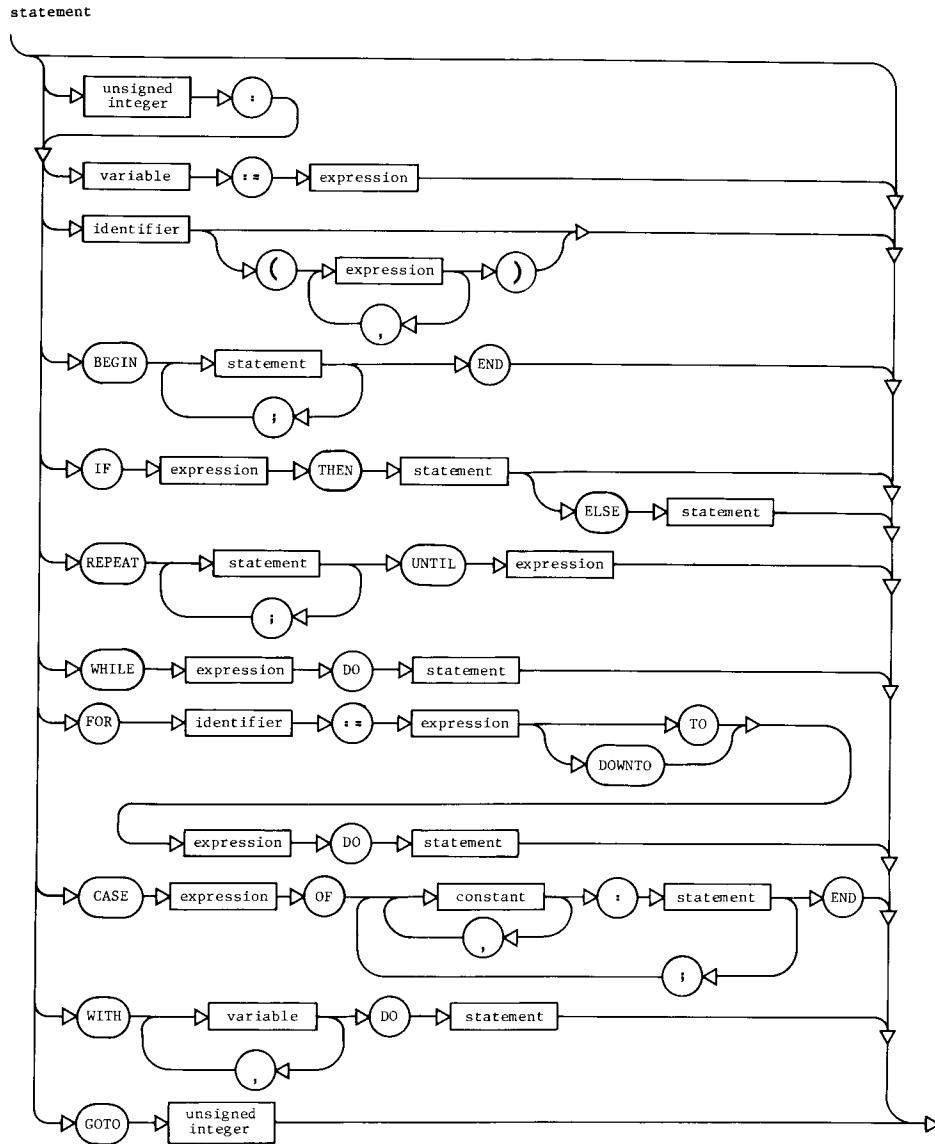 statement
unsigned integer :
variable := expression
identifier ( expression )
,
BEGIN statement END
;
IF expression THEN statement
ELSE statement
REPEAT statement UNTIL expression
;
WHILE expression DO statement
FOR identifier := expression TO
DOWNTO
expression DO statement
CASE expression OF constant : statement END
,
;
WITH variable DO statement
,
GOTO unsigned integer